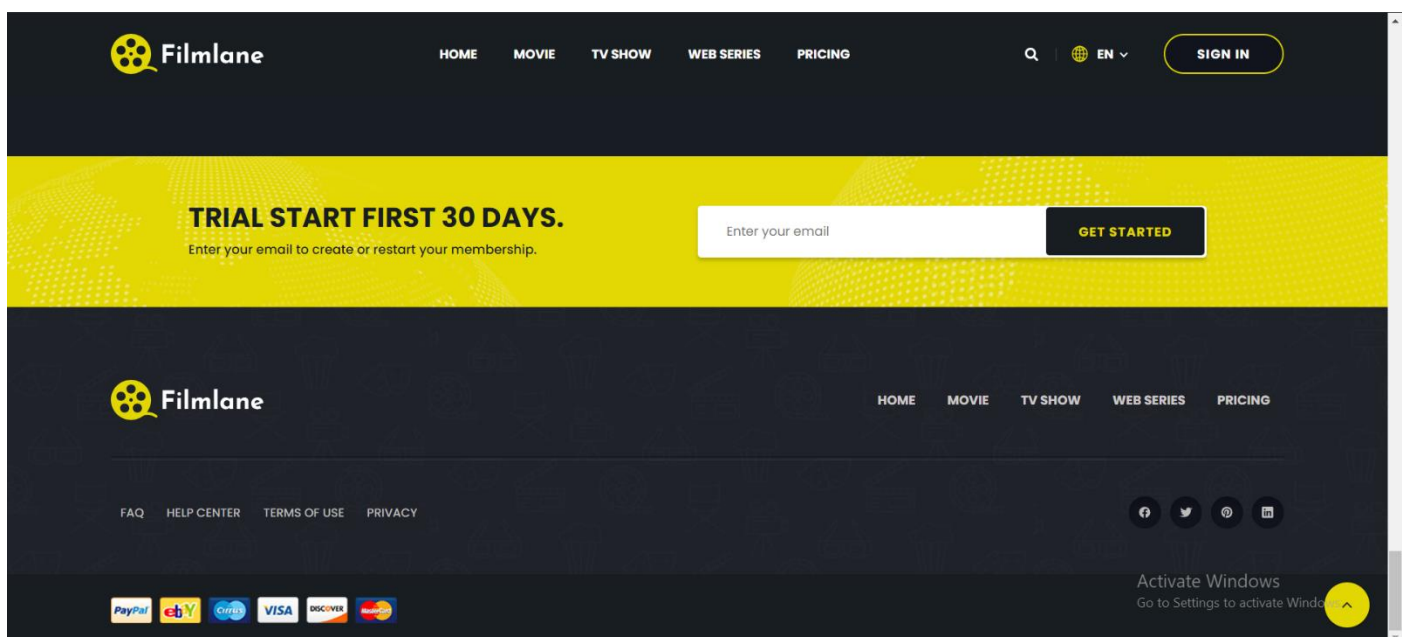 Filmlane HOME MOVIE TV SHOW WEB SERIES PRICING EN SIGN IN
TRIAL START FIRST 30 DAYS.
Enter your email to create or restart your membership.
Enter your email GET STARTED
Filmlane HOME MOVIE TV SHOW WEB SERIES PRICING
FAQ HELP CENTER TERMS OF USE PRIVACY
Activate Windows
Go to Settings to activate Windows.
PayPal ebY Cirrus VISA DISCOVER MasterCard